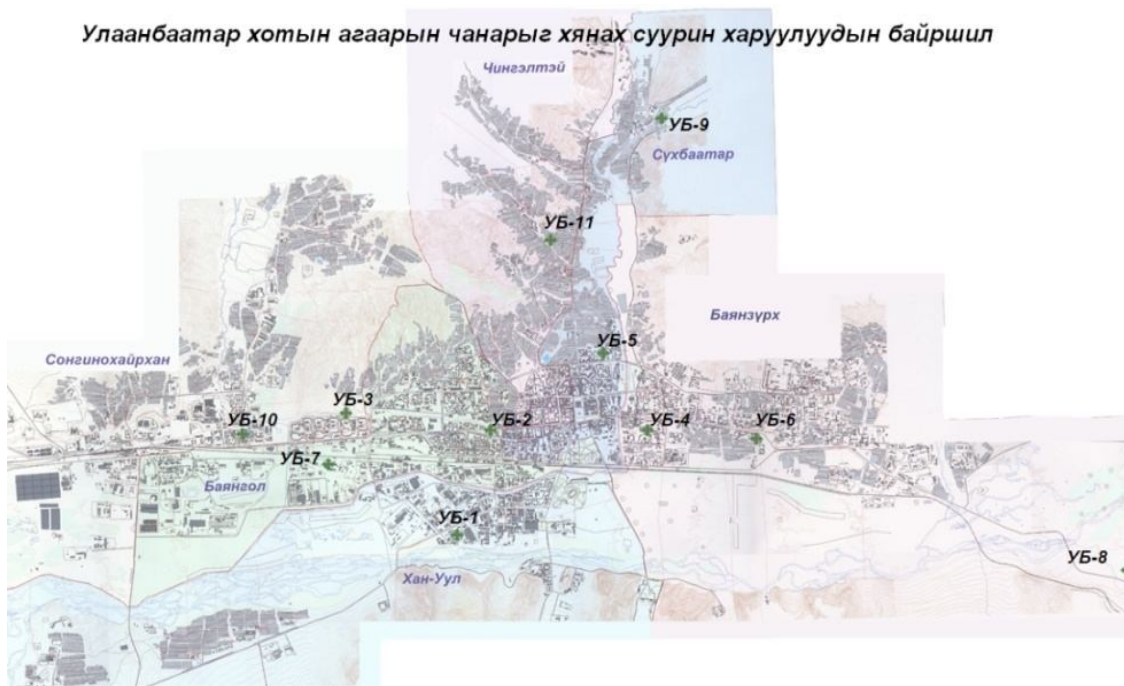 Улаанбаатар хотын агаарын чанарыг хянах суурин харуулуудын байршил
Чингэлтэй
УБ-9
Сүхбаатар
УБ-11
Баянзүрх
УБ-5
Сонгинохайрхан
УБ-3
УБ-10
УБ-2
УБ-4
УБ-6
УБ-7
Баянгол
УБ-1
УБ-8
Хан-Уул